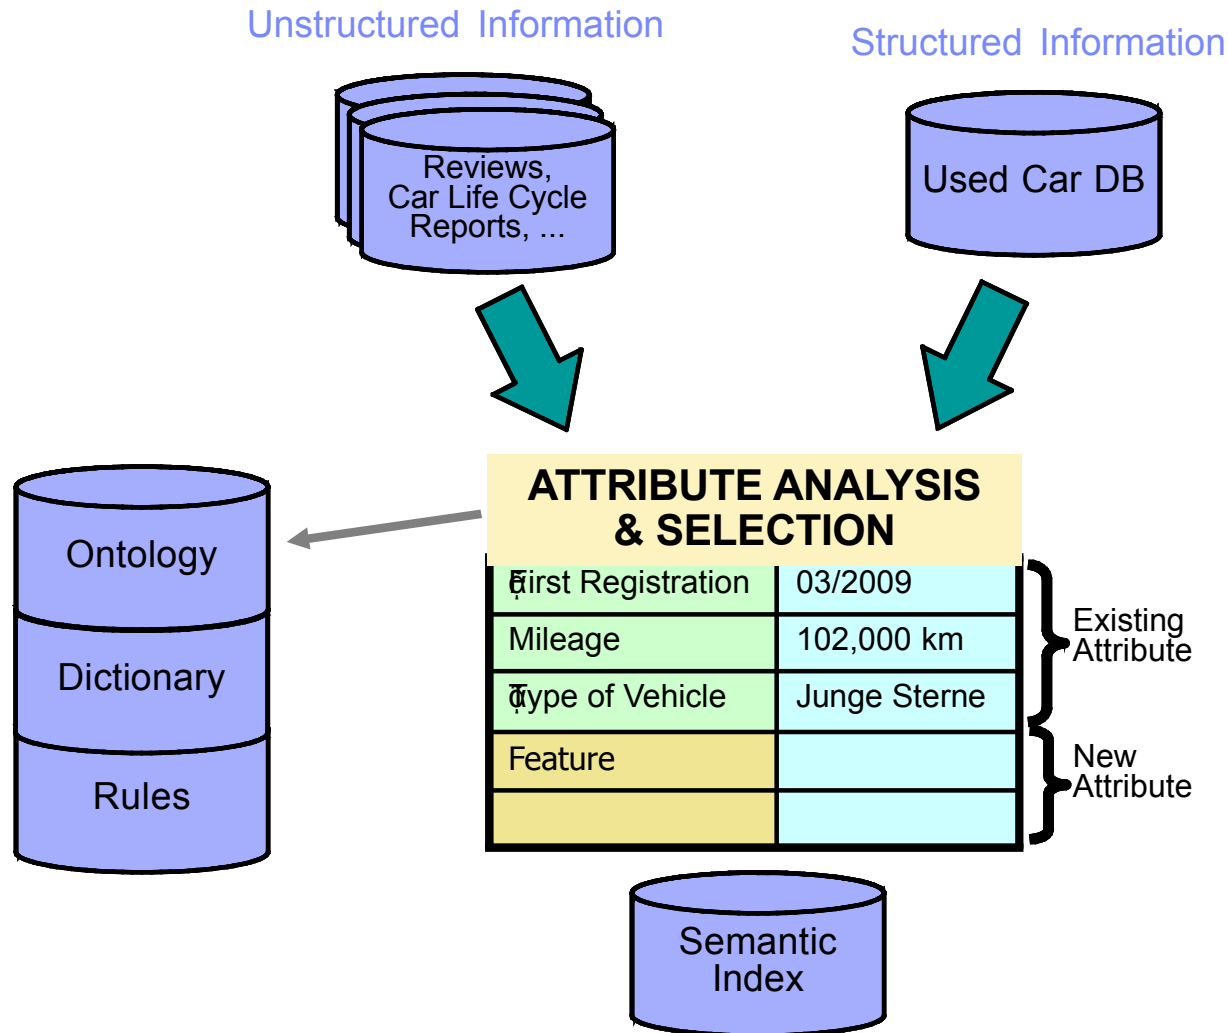 Unstructured Information
Structured Information
Reviews,
Car Life Cycle
Reports, ...
Used Car DB
ATTRIBUTE ANALYSIS
& SELECTION
Ontology
Dictionary
Rules
First Registration 03/2009
Mileage 102,000 km
Type of Vehicle Junge Sterne
Feature
Existing
Attribute
New
Attribute
Semantic
Index